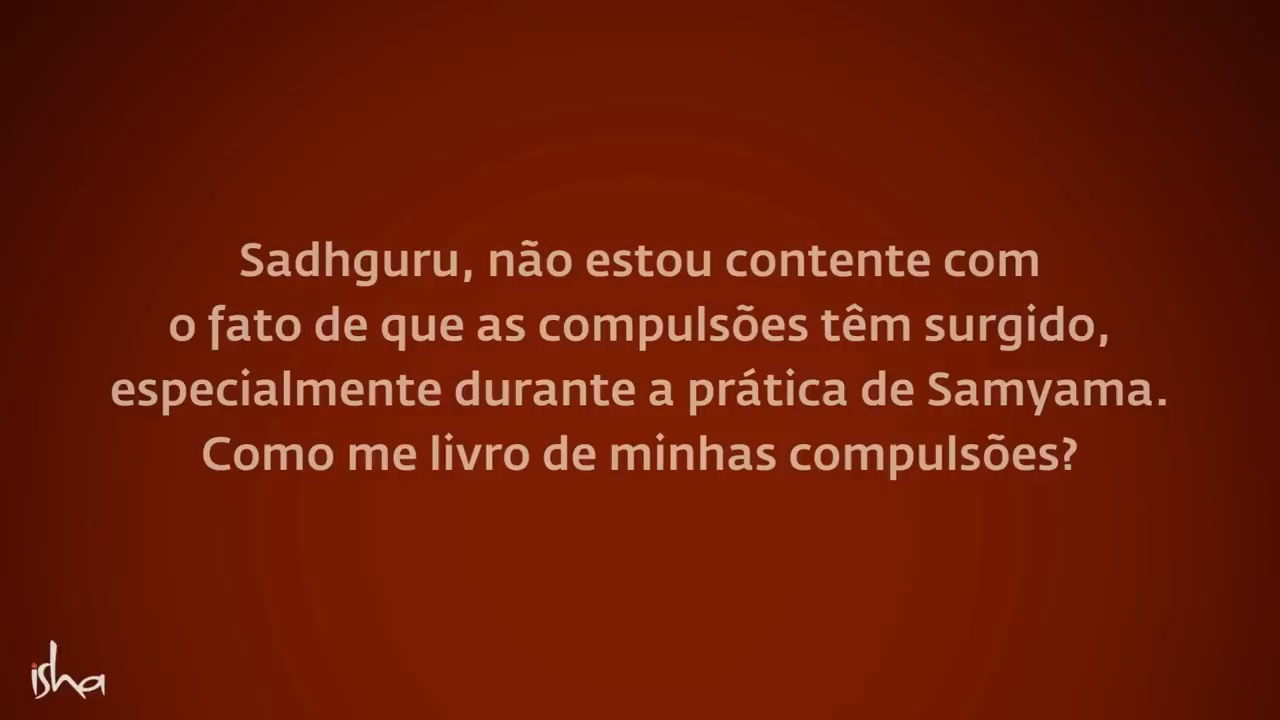 Sadhguru, não estou contente com
o fato de que as compulsões têm surgido,
especialmente durante a prática de Samyama.
Como me livro de minhas compulsões?
isha